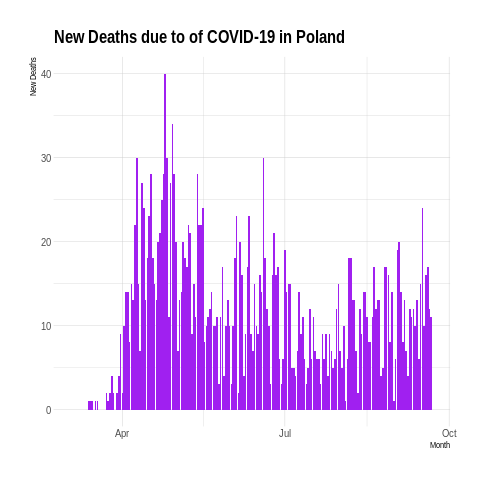 New Deaths due to of COVID-19 in Poland
New Deaths
40
30
20
10
0
Apr
Jul
Oct
Month